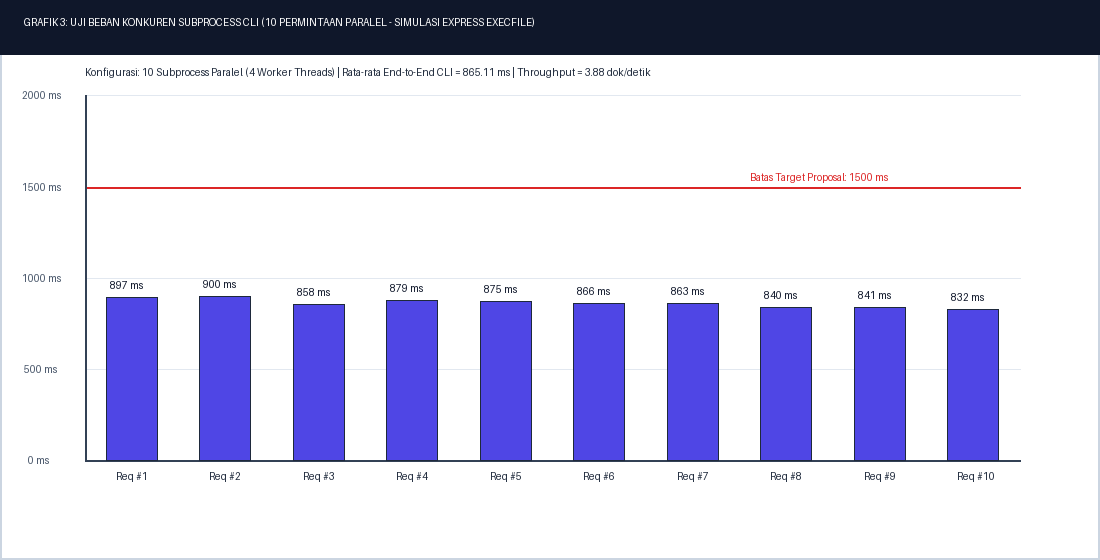 GRAFIK 3: UJI BEBAN KONKUREN SUBPROCESS CLI (10 PERMINTAAN PARALEL - SIMULASI EXPRESS EXECFILE)
Konfigurasi: 10 Subprocess Paralel (4 Worker Threads) | Rata-rata End-to-End CLI = 865.11 ms | Throughput = 3.88 dok/detik
2000 ms
Batas Target Proposal: 1500 ms
1500 ms
1000 ms
897 ms
900 ms
858 ms
879 ms
875 ms
866 ms
863 ms
840 ms
841 ms
832 ms
500 ms
0 ms
Req #1
Req #2
Req #3
Req #4
Req #5
Req #6
Req #7
Req #8
Req #9
Req #10